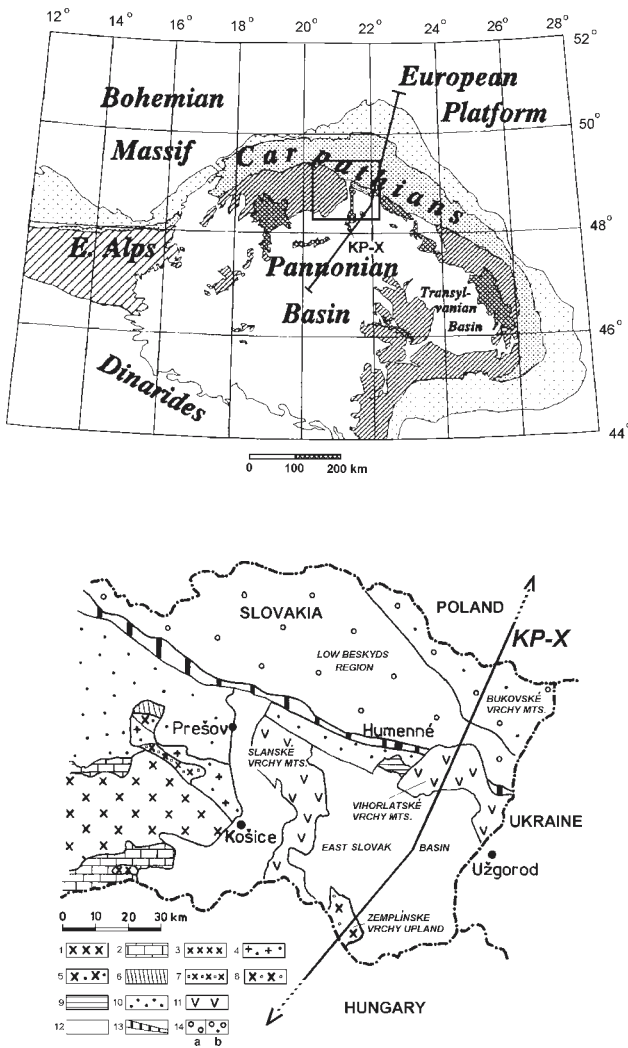 12° 14° 16° 18° 20° 22° 24° 26° 28°
52°
European
Platform
Bohemian
Massif
50°
Carpathians
48°
E. Alps
KP-X
Pannonian
Basin
Transyl-
vanian
Basin
46°
Dinarides
44°
0 100 200 km
SLOVAKIA
POLAND
KP-X
LOW BESKYDS
REGION
BUKOVSKÉ
VRCHY MTS.
Prešov
Humenné
SLANSKÉ
VRCHY MTS.
VIHORLATSKÉ
VRCHY MTS.
UKRAINE
Košice
EAST SLOVAK BASIN
Užgorod
ZEMPLÍNSKE
VRCHY UPLAND
0 10 20 30 km
1 2 3 4
5 6 7 8
9 10 11
12 13 14
a b
HUNGARY